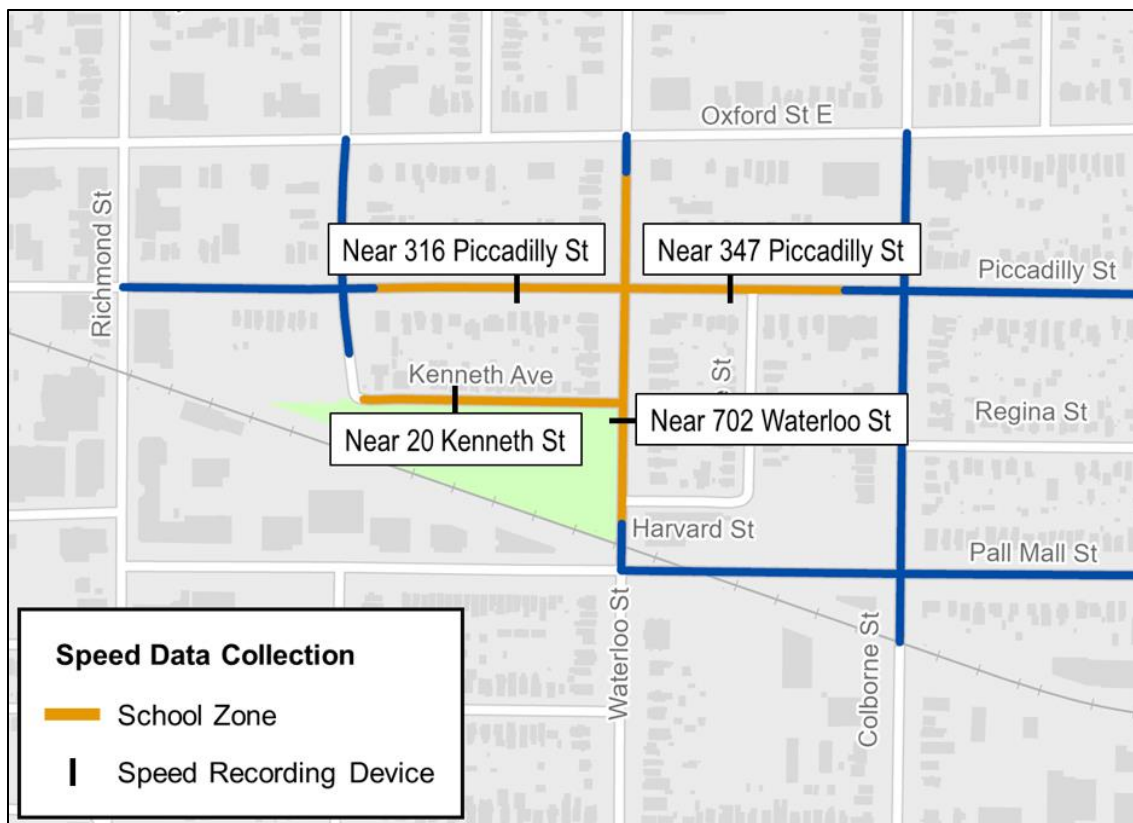 Oxford St E
Richmond St
Near 316 Piccadilly St
Near 347 Piccadilly St
Piccadilly St
Kenneth Ave
St
Near 20 Kenneth St
Near 702 Waterloo St
Regina St
Harvard St
Pall Mall St
Waterloo St
Colborne St
Speed Data Collection
School Zone
Speed Recording Device